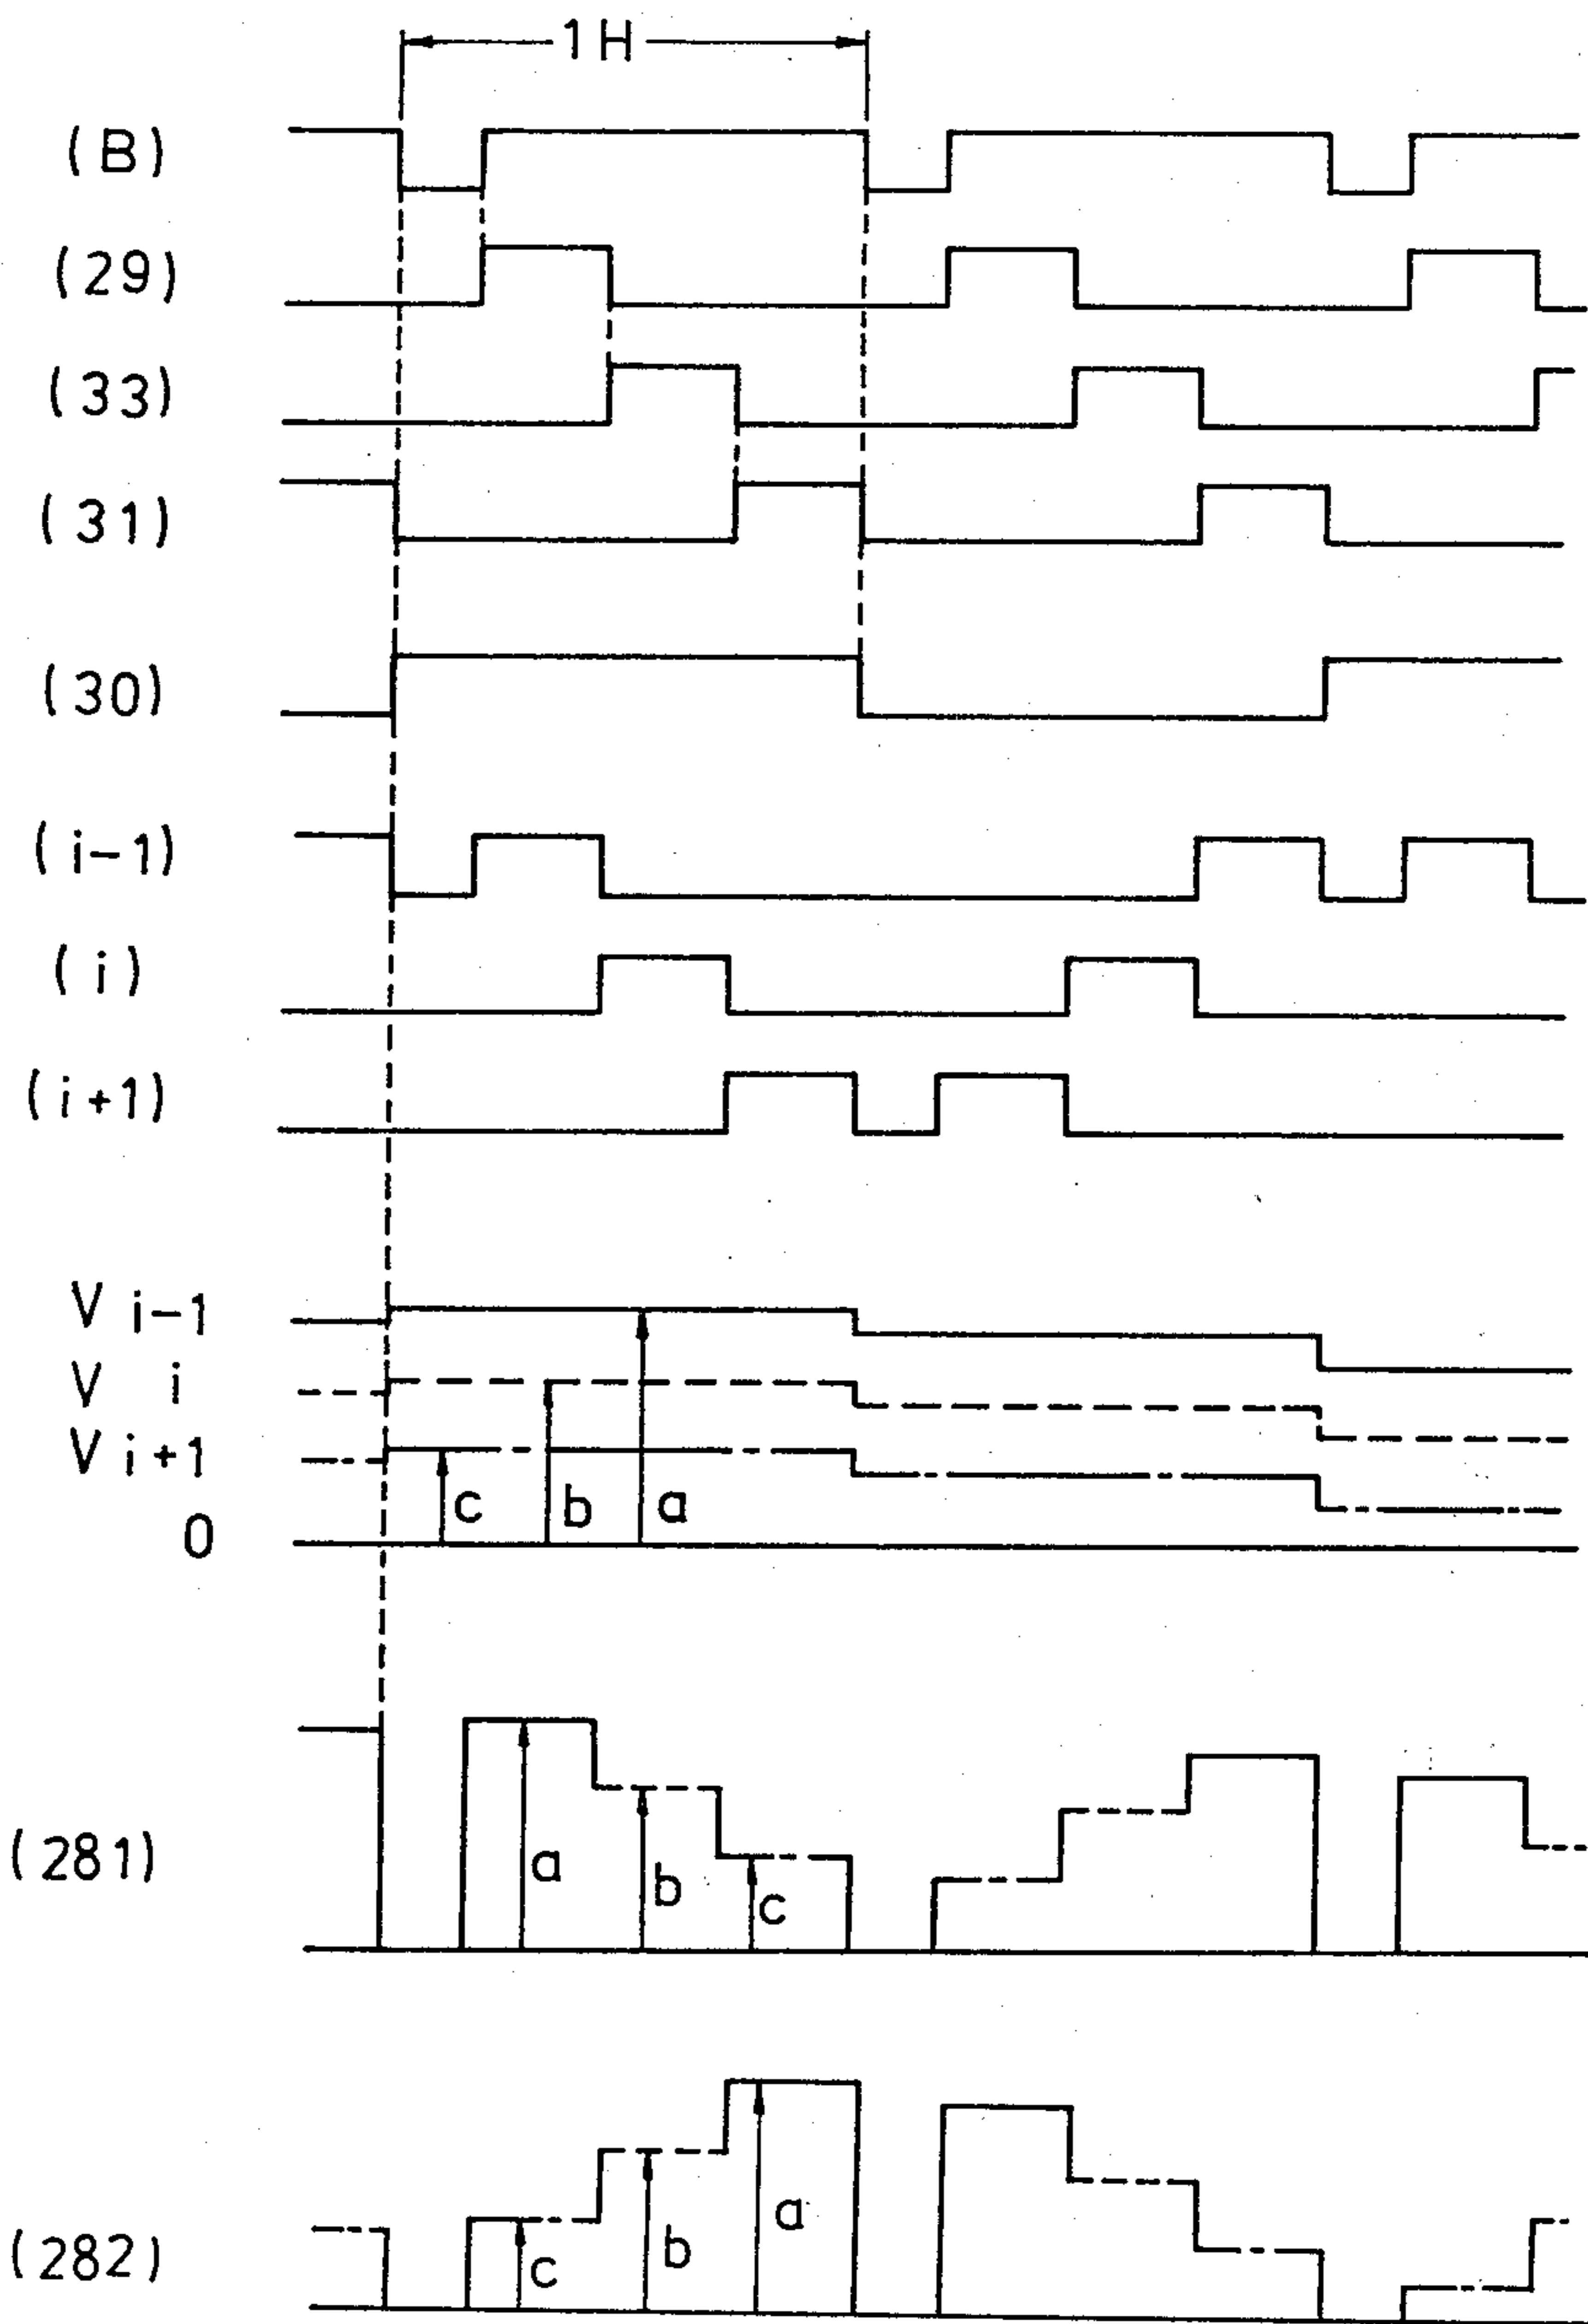 1H
(B)
(29)
(33)
(31)
(30)
(i-1)
(i)
(i+1)
V i-1
V i
V i+1
c b a
0
(281)
a b c
(282)
c b a